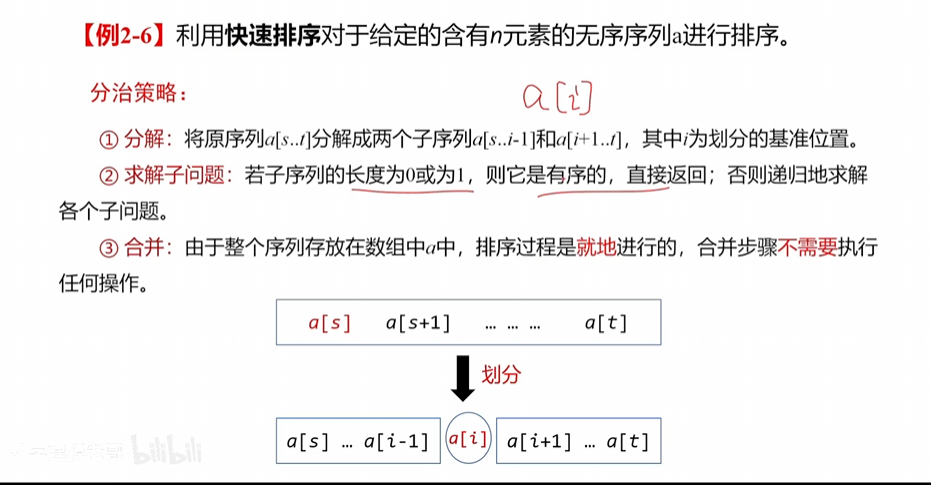 【例2-6】利用快速排序对于给定的含有n元素的无序序列a进行排序。
分治策略：
a[i]
① 分解：将原序列a[s..t]分解成两个子序列a[s..i-1]和a[i+1..t]，其中i为划分的基准位置。
② 求解子问题：若子序列的长度为0或为1，则它是有序的，直接返回；否则递归地求解
各个子问题。
③ 合并：由于整个序列存放在数组中a中，排序过程是就地进行的，合并步骤不需要执行
任何操作。
a[s] a[s+1] … … … a[t]
划分
a[s] … a[i-1] a[i] a[i+1] … a[t]
bilibili